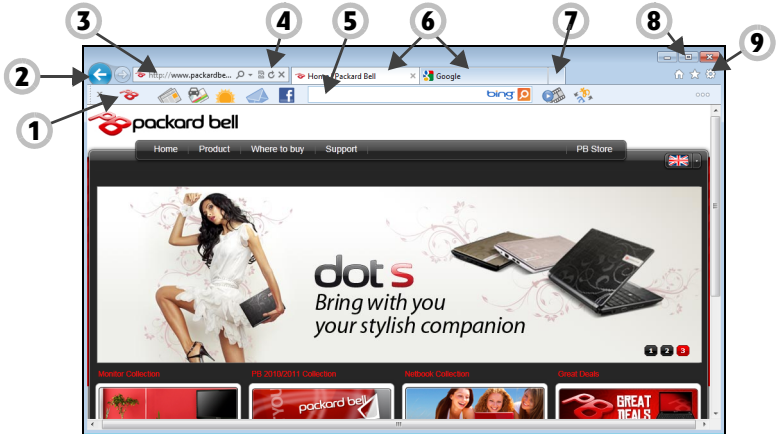 3 4 5 6 7 8 9
2
1
http://www.packardbe...
Home - Packard Bell
Google
bing
packard bell
Home Product Where to buy Support PB Store
dot s
Bring with you
your stylish companion
1 2 3
Monitor Collection PB 2010/2011 Collection Netbook Collection Great Deals
packard bell
GREAT
DEALS